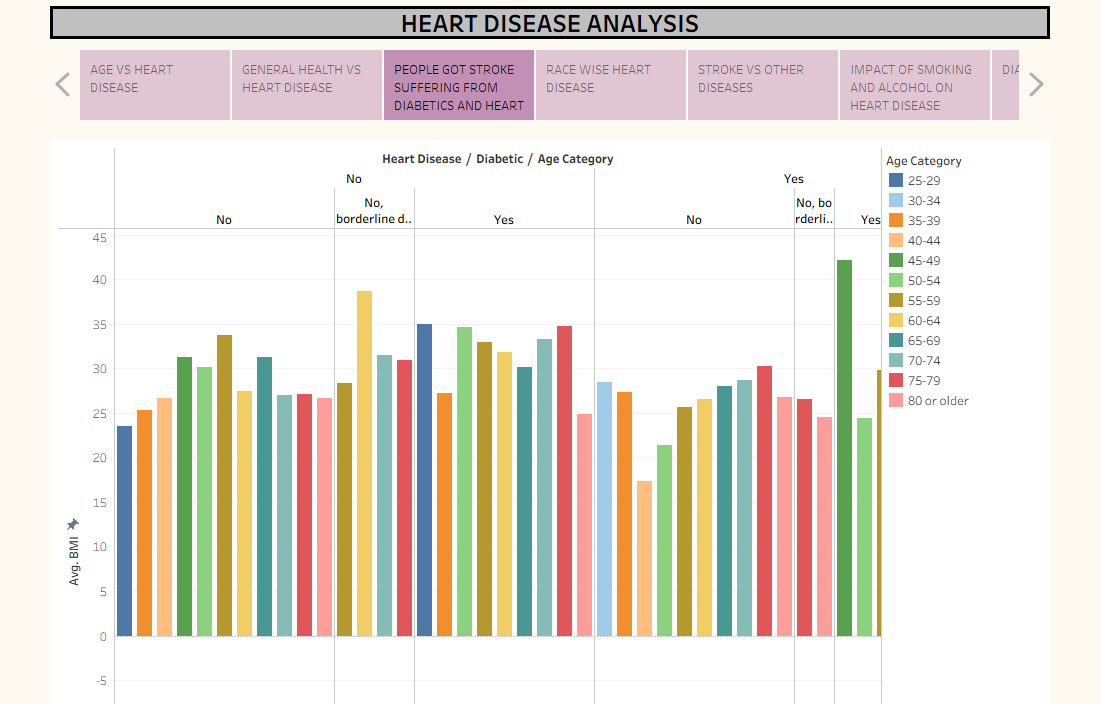 HEART DISEASE ANALYSIS
AGE VS HEART
DISEASE
GENERAL HEALTH VS
HEART DISEASE
PEOPLE GOT STROKE
SUFFERING FROM
DIABETICS AND HEART
RACE WISE HEART
DISEASE
STROKE VS OTHER
DISEASES
IMPACT OF SMOKING
AND ALCOHOL ON
HEART DISEASE
DIA
Heart Disease / Diabetic / Age Category
No
Yes
No
No,
borderline d..
Yes
No
No, bo
rderli..
Yes
45
40
35
30
25
20
15
10
5
0
-5
Avg. BMI
Age Category
25-29
30-34
35-39
40-44
45-49
50-54
55-59
60-64
65-69
70-74
75-79
80 or older